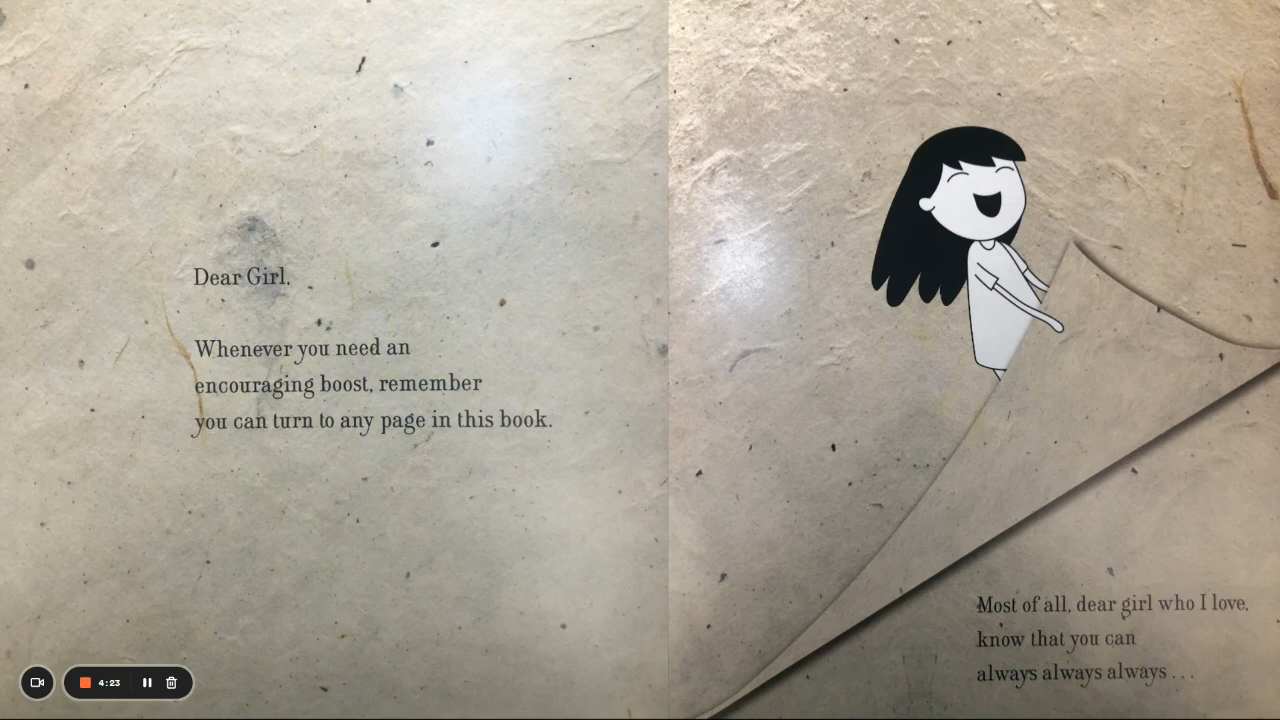 Dear Girl,
Whenever you need an
encouraging boost, remember
you can turn to any page in this book.
Most of all, dear girl who I love,
know that you can
always always always . . .
4:23